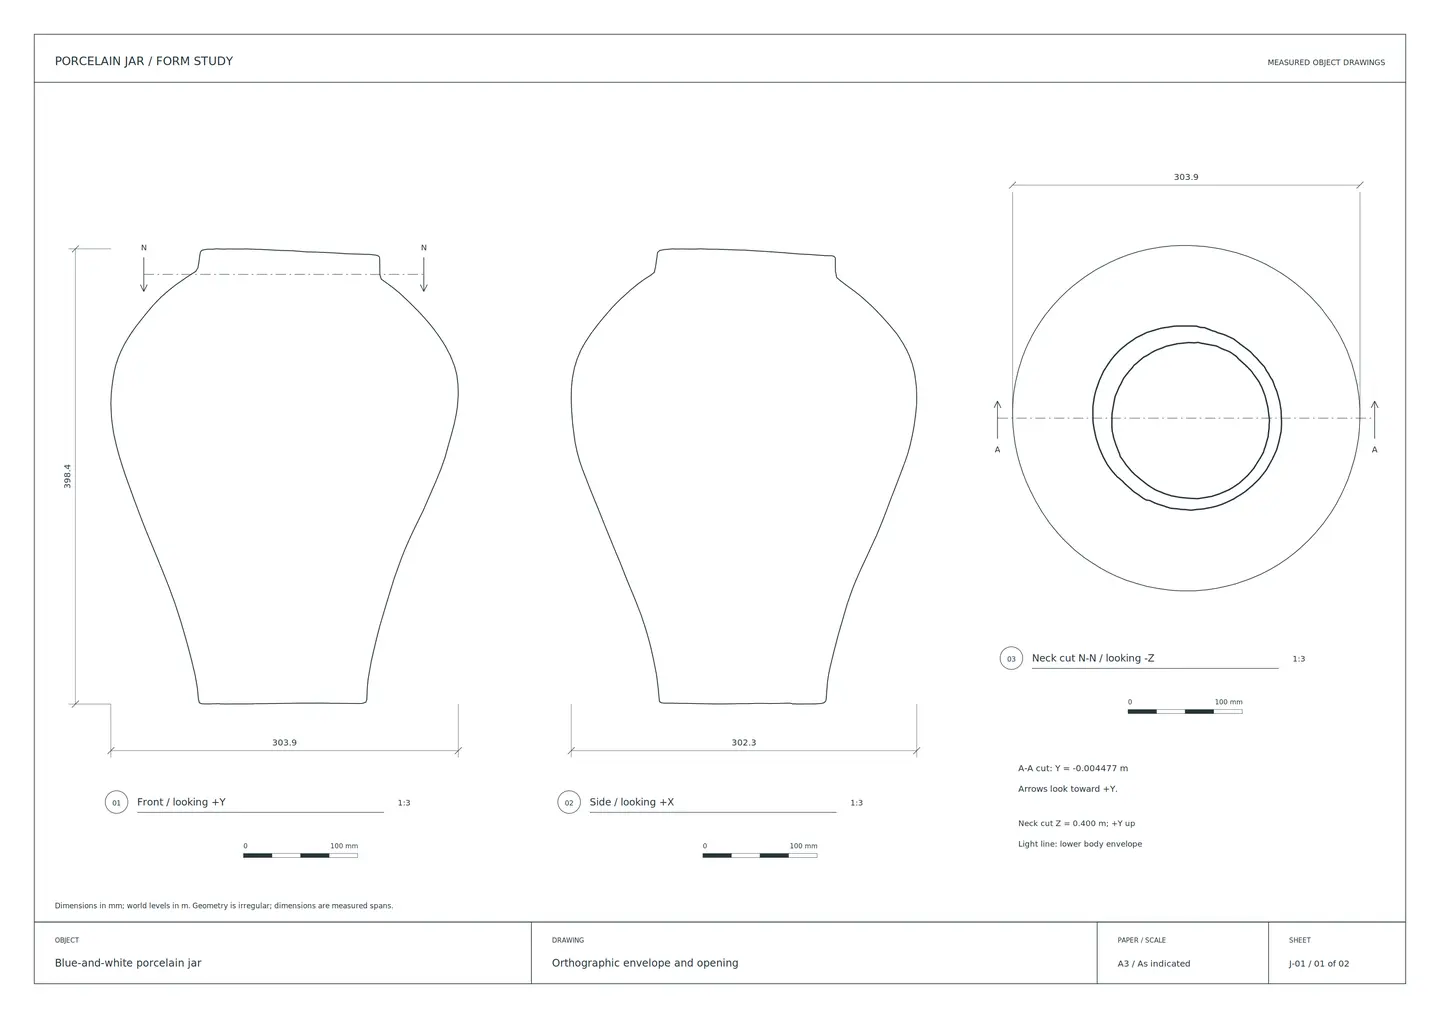 PORCELAIN JAR / FORM STUDY
MEASURED OBJECT DRAWINGS
303.9
N
N
398.4
A
A
303.9
302.3
03
Neck cut N-N / looking -Z
1:3
0
100 mm
A-A cut: Y = -0.004477 m
Arrows look toward +Y.
Neck cut Z = 0.400 m; +Y up
Light line: lower body envelope
01
Front / looking +Y
1:3
0
100 mm
02
Side / looking +X
1:3
0
100 mm
Dimensions in mm; world levels in m. Geometry is irregular; dimensions are measured spans.
OBJECT
Blue-and-white porcelain jar
DRAWING
Orthographic envelope and opening
PAPER / SCALE
A3 / As indicated
SHEET
J-01 / 01 of 02